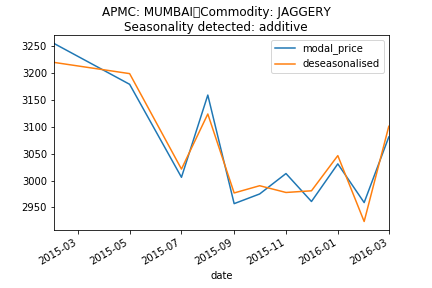 APMC: MUMBAI▯Commodity: JAGGERY
Seasonality detected: additive
3250
3200
3150
3100
3050
3000
2950
modal_price
deseasonalised
2015-03
2015-05
2015-07
2015-09
2015-11
2016-01
2016-03
date